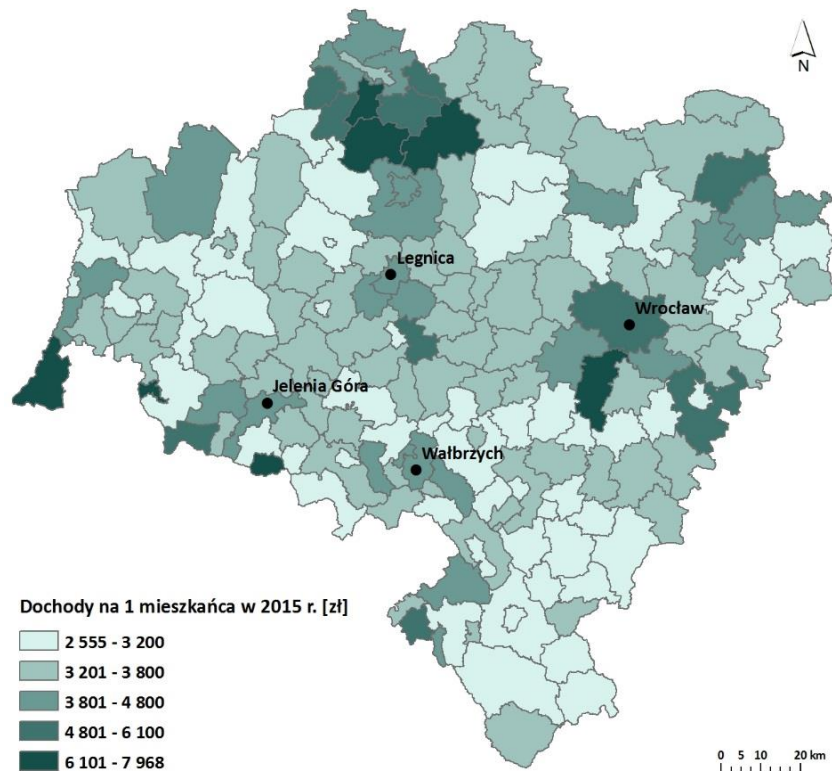 N
Legnica
Wrocław
Jelenia Góra
Wałbrzych
Dochody na 1 mieszkańca w 2015 r. [zł]
2 555 - 3 200
3 201 - 3 800
3 801 - 4 800
4 801 - 6 100
6 101 - 7 968
0 5 10 20 km